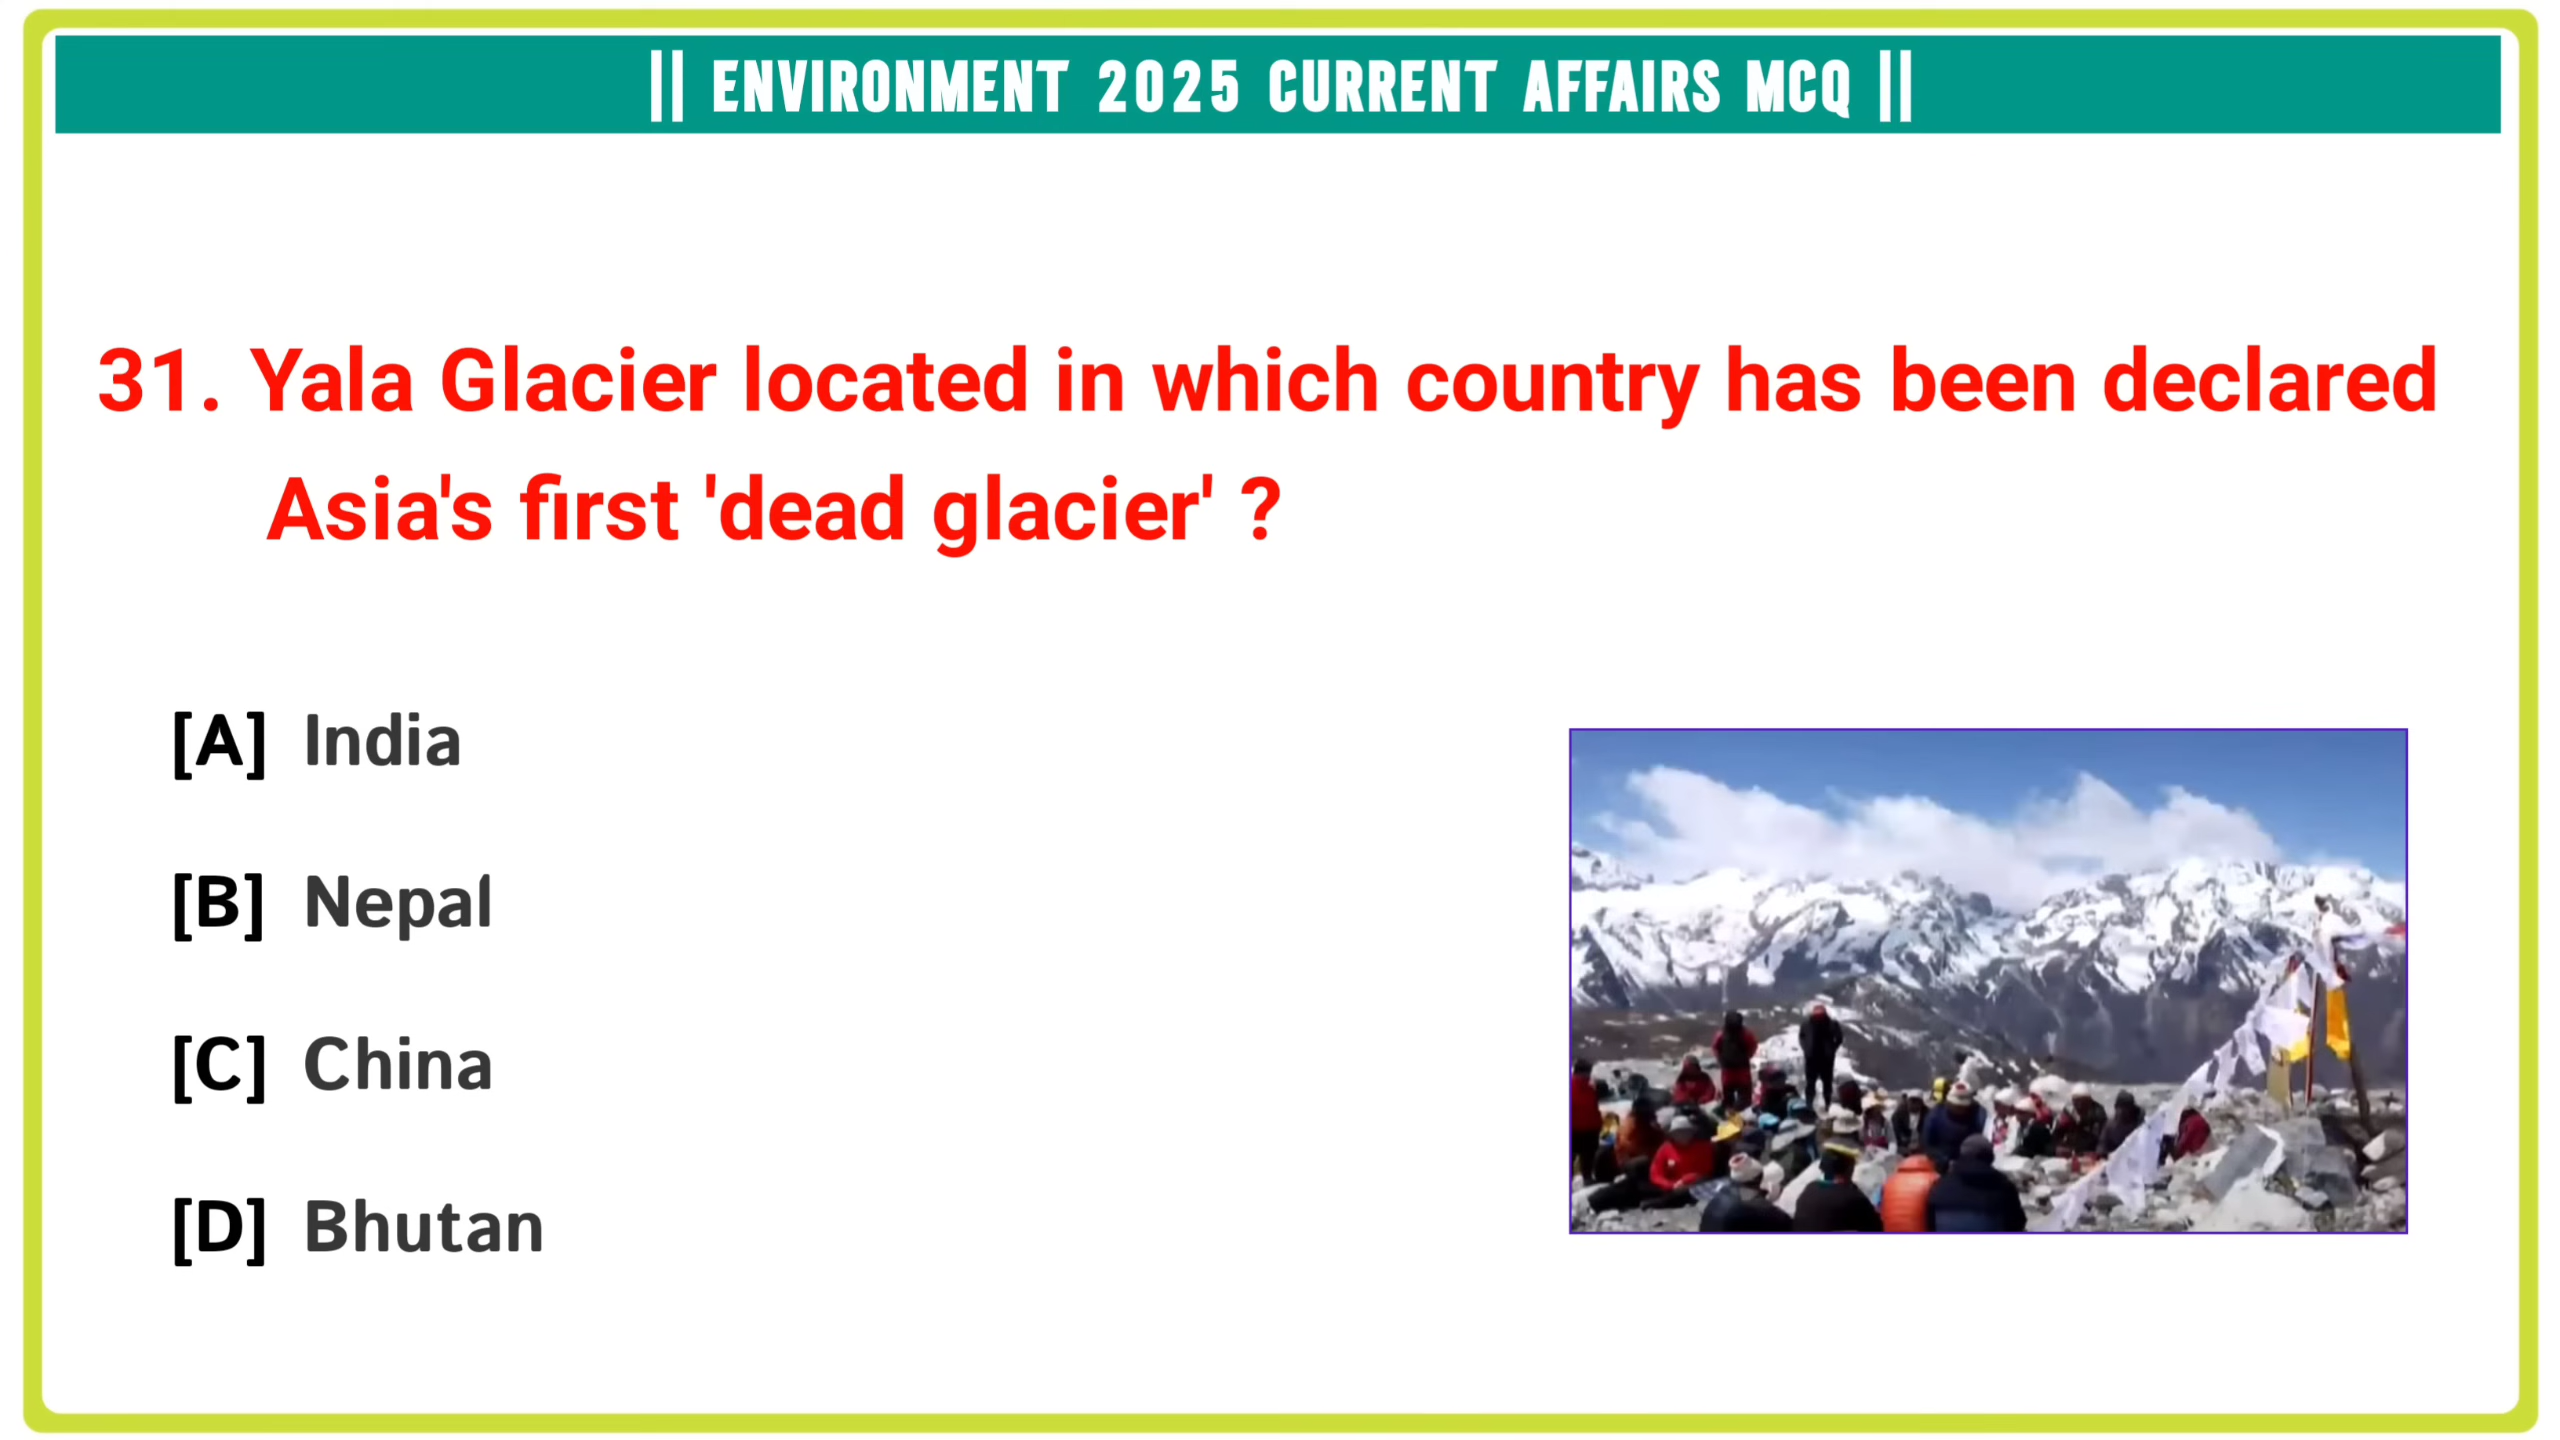 || ENVIRONMENT 2025 CURRENT AFFAIRS MCQ ||
31. Yala Glacier located in which country has been declared
Asia's first 'dead glacier' ?
[A] India
[B] Nepal
[C] China
[D] Bhutan